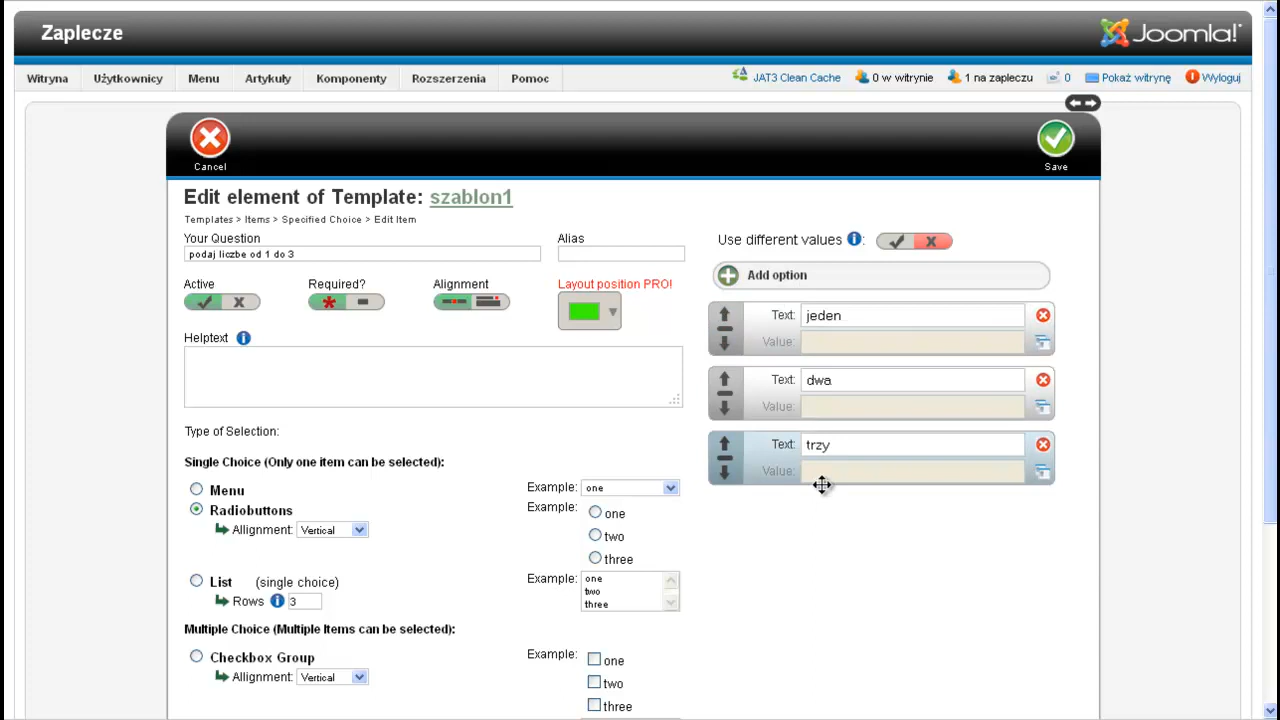 Zaplecze
Joomla!
Witryna Użytkownicy Menu Artykuły Komponenty Rozszerzenia Pomoc JAT3 Clean Cache 0 w witrynie 1 na zapleczu 0 Pokaż witrynę Wyloguj
Cancel Save
Edit element of Template: szablon1
Templates > Items > Specified Choice > Edit Item
Your Question Alias
podaj liczbe od 1 do 3
Active Required? Alignment Layout position PRO!
Helptext
Type of Selection:
Single Choice (Only one item can be selected):
Menu Example: one
Radiobuttons Example:
one
Allignment: Vertical
two
three
List (single choice) Example: one
two
Rows 3 three
Multiple Choice (Multiple Items can be selected):
Checkbox Group Example: one
Allignment: Vertical two
three
Use different values :
Add option
Text: jeden
Value:
Text: dwa
Value:
Text: trzy
Value: